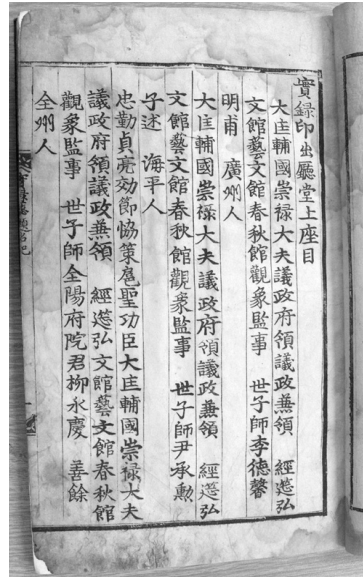 實錄印出廳堂上座目
大匡輔國崇祿大夫議政府領議政兼領 經筵弘
文館藝文館春秋館觀象監事 世子師李德馨
明甫 廣州人
大匡輔國崇祿大夫議政府領議政兼領 經筵弘
文館藝文館春秋館觀象監事 世子師尹承勳
子述 海平人
忠勤貞亮効節恊策扈聖功臣大匡輔國崇祿大夫
議政府領議政兼領 經筵弘文館藝文館春秋館
觀象監事 世子師全陽府院君柳永慶 善餘
全州人